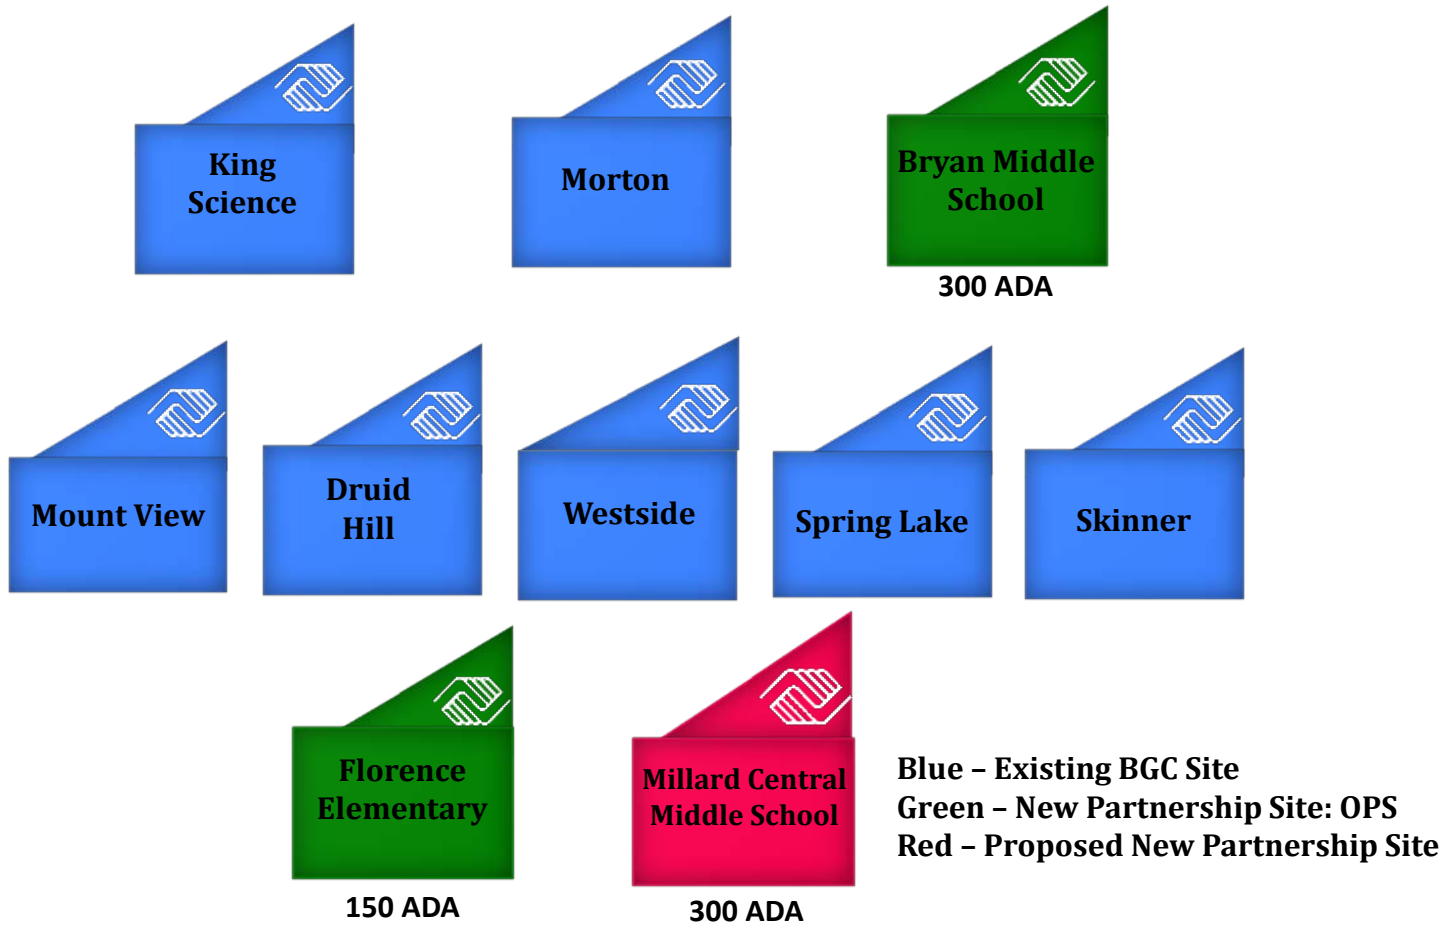 King
Science
Morton
Bryan Middle
School
300 ADA
Mount View
Druid
Hill
Westside
Spring Lake
Skinner
Florence
Elementary
150 ADA
Millard Central
Middle School
300 ADA
Blue – Existing BGC Site
Green – New Partnership Site: OPS
Red – Proposed New Partnership Site